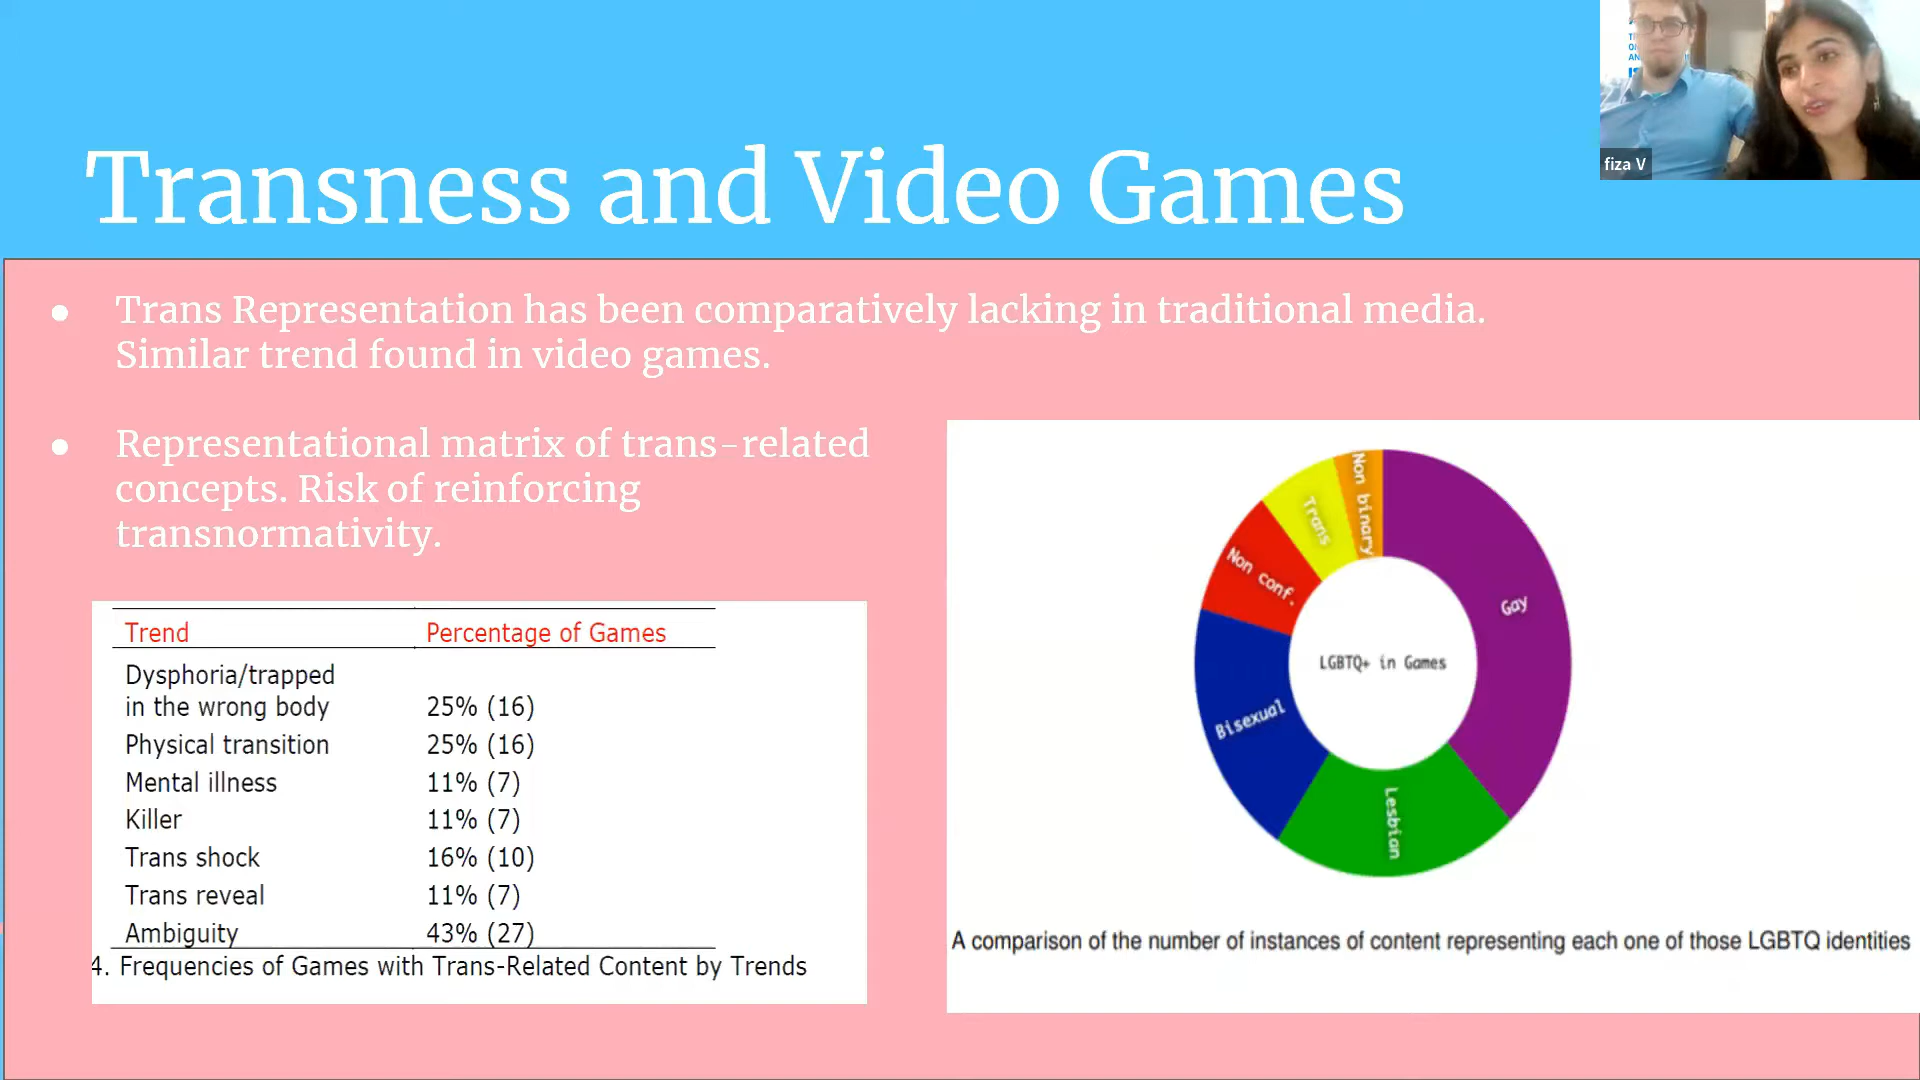 Transness and Video Games
fiza V
● Trans Representation has been comparatively lacking in traditional media.
Similar trend found in video games.
● Representational matrix of trans-related
concepts. Risk of reinforcing
transnormativity.
Trend Percentage of Games
Dysphoria/trapped
in the wrong body 25% (16)
Physical transition 25% (16)
Mental illness 11% (7)
Killer 11% (7)
Trans shock 16% (10)
Trans reveal 11% (7)
Ambiguity 43% (27)
4. Frequencies of Games with Trans-Related Content by Trends
Non binary
Trans
Non conf.
Gay
LGBTQ+ in Games
Bisexual
Lesbian
A comparison of the number of instances of content representing each one of those LGBTQ identities